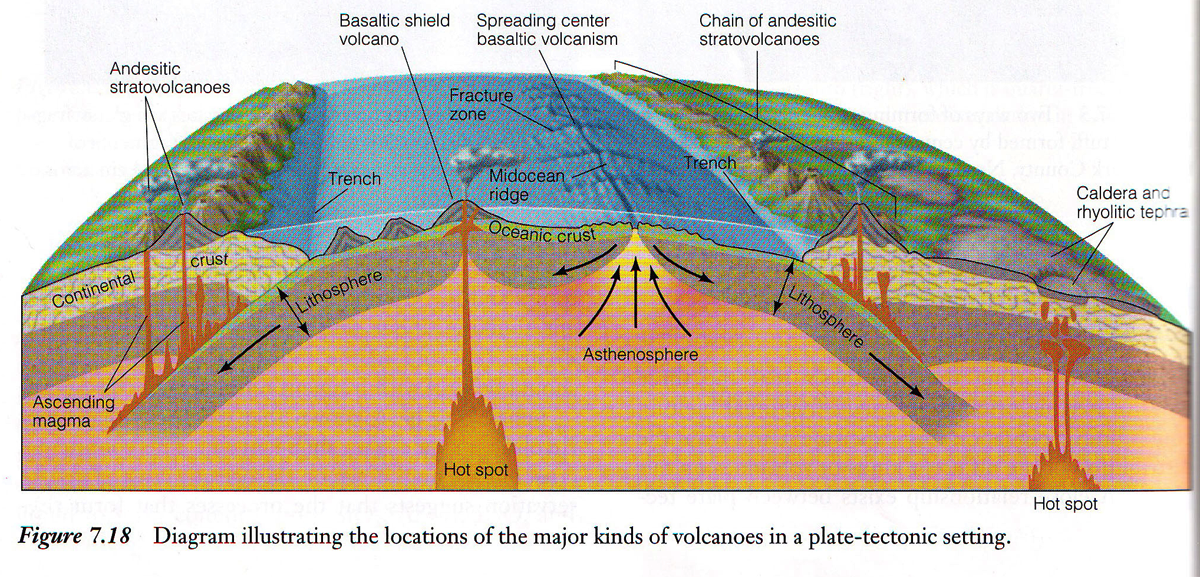 Basaltic shield
volcano
Spreading center
basaltic volcanism
Chain of andesitic
stratovolcanoes
Andesitic
stratovolcanoes
Fracture
zone
Trench
Midocean
ridge
Trench
Caldera and
rhyolitic tephra
Oceanic crust
crust
Continental
Lithosphere
Lithosphere
Asthenosphere
Ascending
magma
Hot spot
Hot spot
Figure 7.18 Diagram illustrating the locations of the major kinds of volcanoes in a plate-tectonic setting.